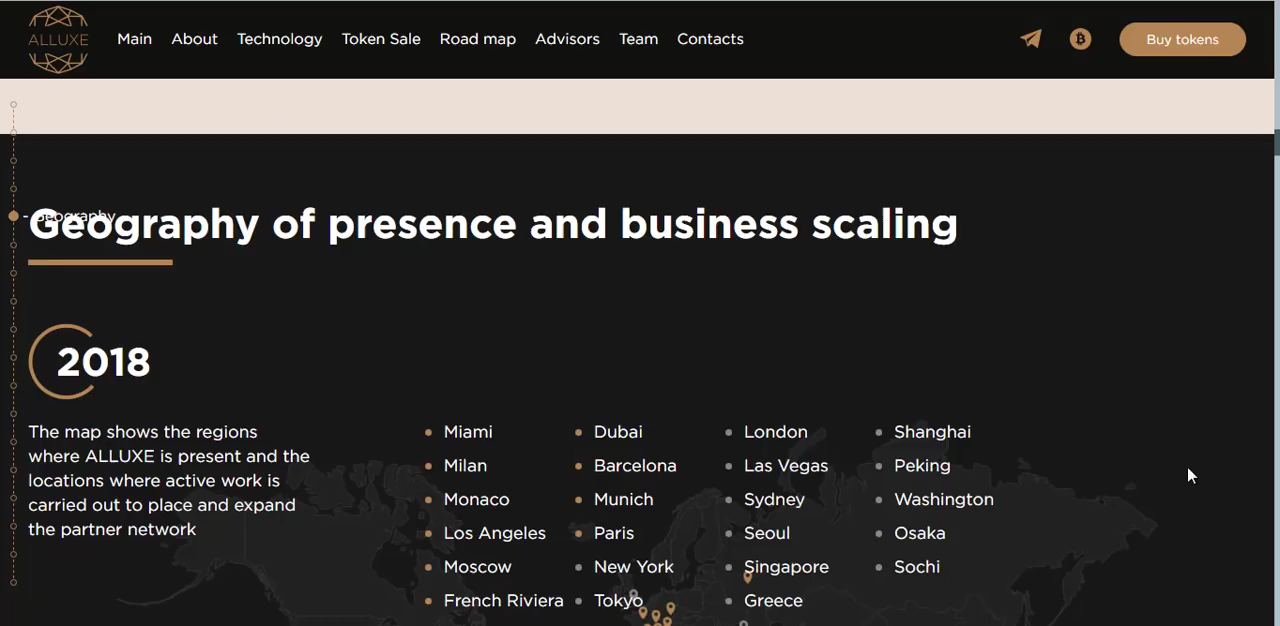 ALLUXE
Main About Technology Token Sale Road map Advisors Team Contacts
Buy tokens
- Geography
Geography of presence and business scaling
2018
The map shows the regions
where ALLUXE is present and the
locations where active work is
carried out to place and expand
the partner network
Miami
Milan
Monaco
Los Angeles
Moscow
French Riviera
Dubai
Barcelona
Munich
Paris
New York
Tokyo
London
Las Vegas
Sydney
Seoul
Singapore
Greece
Shanghai
Peking
Washington
Osaka
Sochi